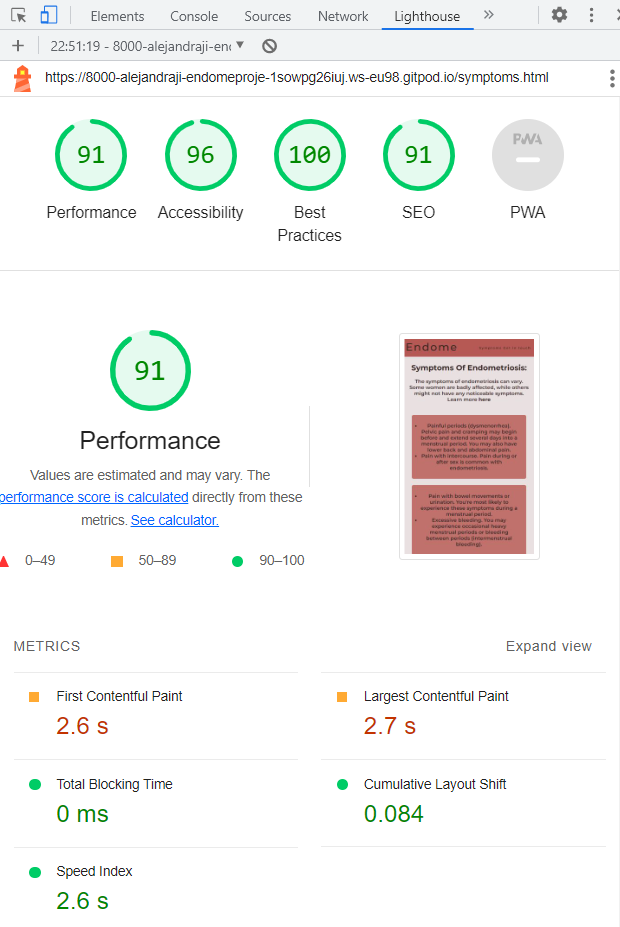 Elements Console Sources Network Lighthouse
22:51:19 - 8000-alejandraji-end
https://8000-alejandraji-endomeproje-1sowpg26iuj.ws-eu98.gitpod.io/symptoms.html
91 96 100 91 PWA
Performance Accessibility Best Practices SEO PWA
91
Performance
Values are estimated and may vary. The
performance score is calculated directly from these
metrics. See calculator.
0–49 50–89 90–100
Endome
Symptoms Of Endometriosis:
The symptoms of endometriosis can vary.
Some women are badly affected, while others
might not have any noticeable symptoms.
Learn more here
• Painful periods (dysmenorrhea).
Pelvic pain and cramping may begin
before and extend several days into a
menstrual period. You may also have
lower back and abdominal pain.
• Pain with intercourse. Pain during or
after sex is common with
endometriosis.
• Pain with bowel movements or
urination. You're most likely to
experience these symptoms during a
menstrual period.
• Excessive bleeding. You may
experience occasional heavy
menstrual periods or bleeding
between periods (intermenstrual
bleeding).
METRICS Expand view
First Contentful Paint Largest Contentful Paint
2.6 s 2.7 s
Total Blocking Time Cumulative Layout Shift
0 ms 0.084
Speed Index
2.6 s